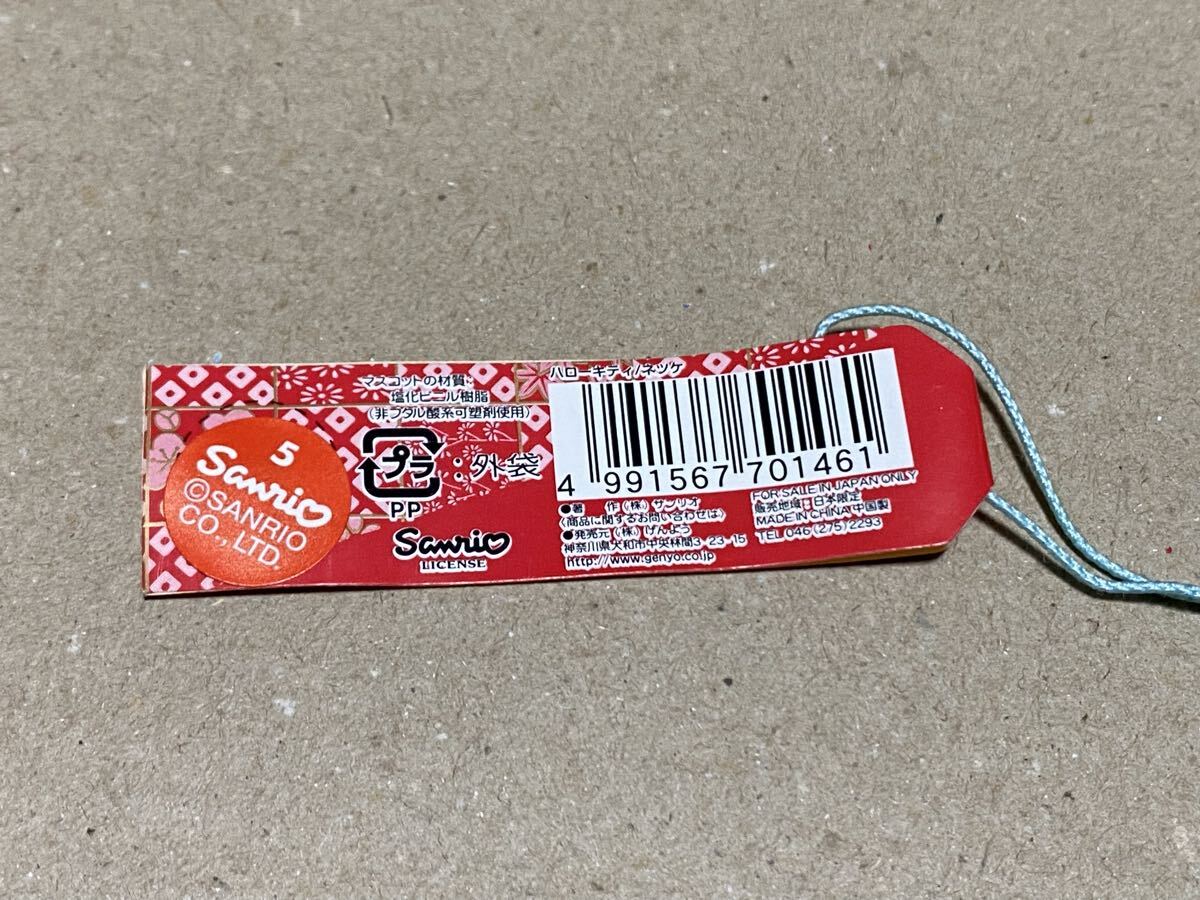 マスコットの材質:
塩化ビニール樹脂
(非フタル酸系可塑剤使用)
プラ
:外袋
PP
5
Sanrio
©SANRIO
CO., LTD.
Sanrio
LICENSE
ハローキティ/ネツケ
4 991567 701461
●著 作 (株) サンリオ
〈商品に関するお問い合わせは〉
●発売元 (株) げんよう
神奈川県大和市中央林間3-23-15
http://www.genyo.co.jp
FOR SALE IN JAPAN ONLY
販売地域:日本限定
MADE IN CHINA/中国製
TEL 046(275)2293